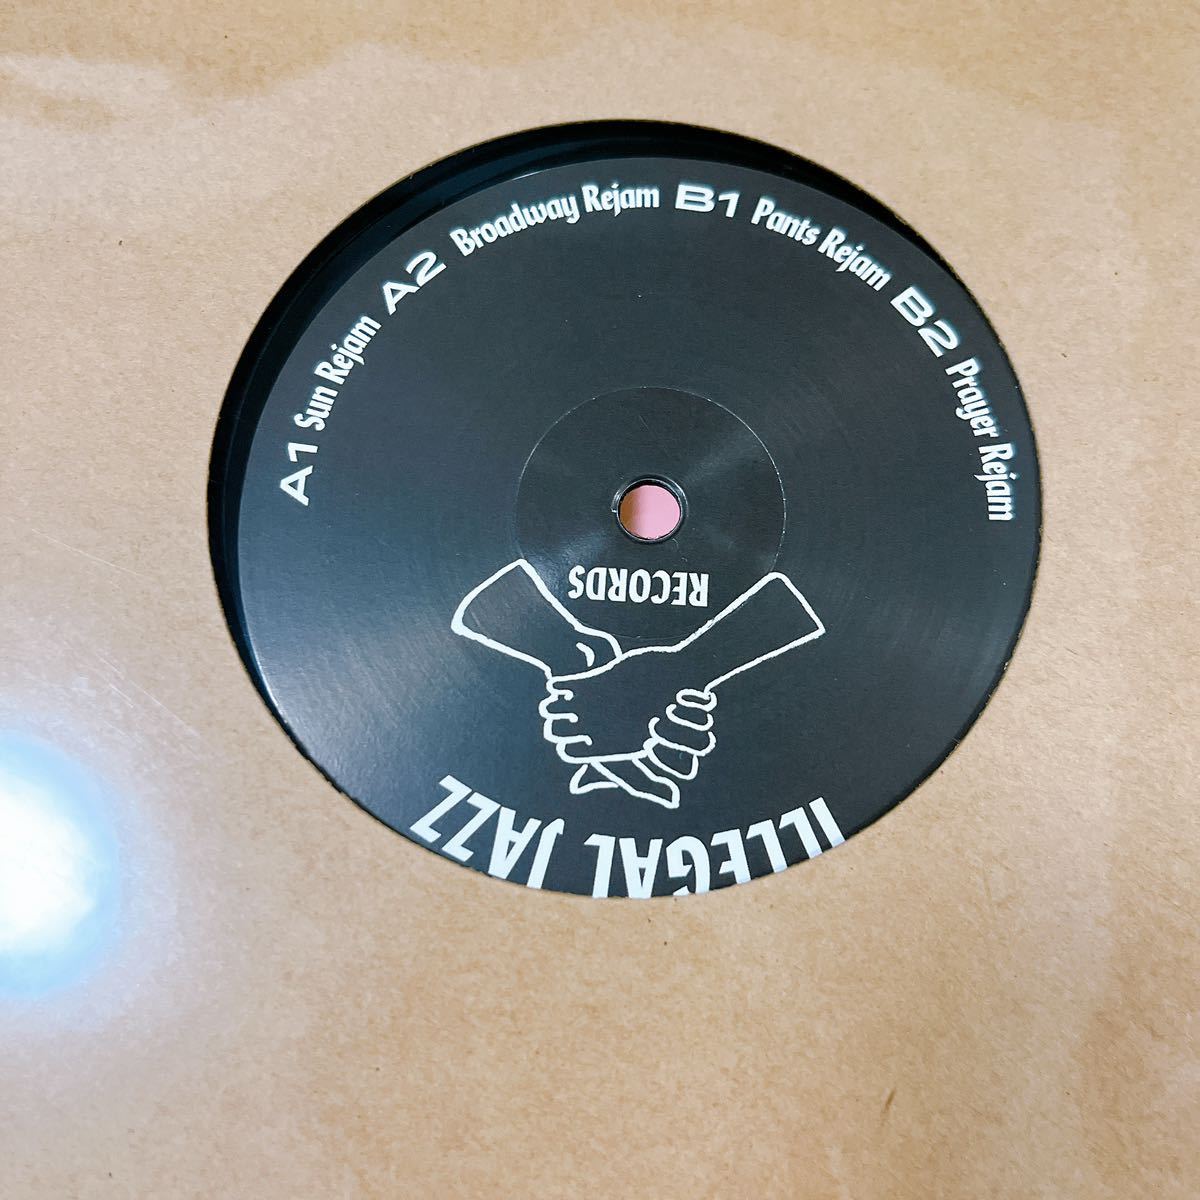 A1 Sun Rejam A2 Broadway Rejam B1 Pants Rejam B2 Prayer Rejam
RECORDS
ILLEGAL JAZZ